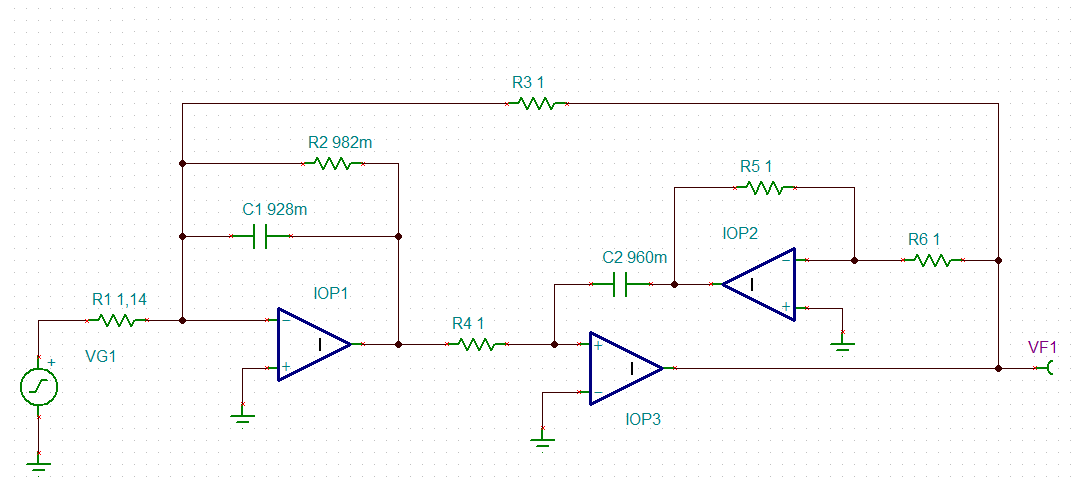 R3 1
R2 982m
R5 1
C1 928m
IOP2
R6 1
C2 960m
R1 1,14
IOP1
R4 1
VG1
VF1
IOP3